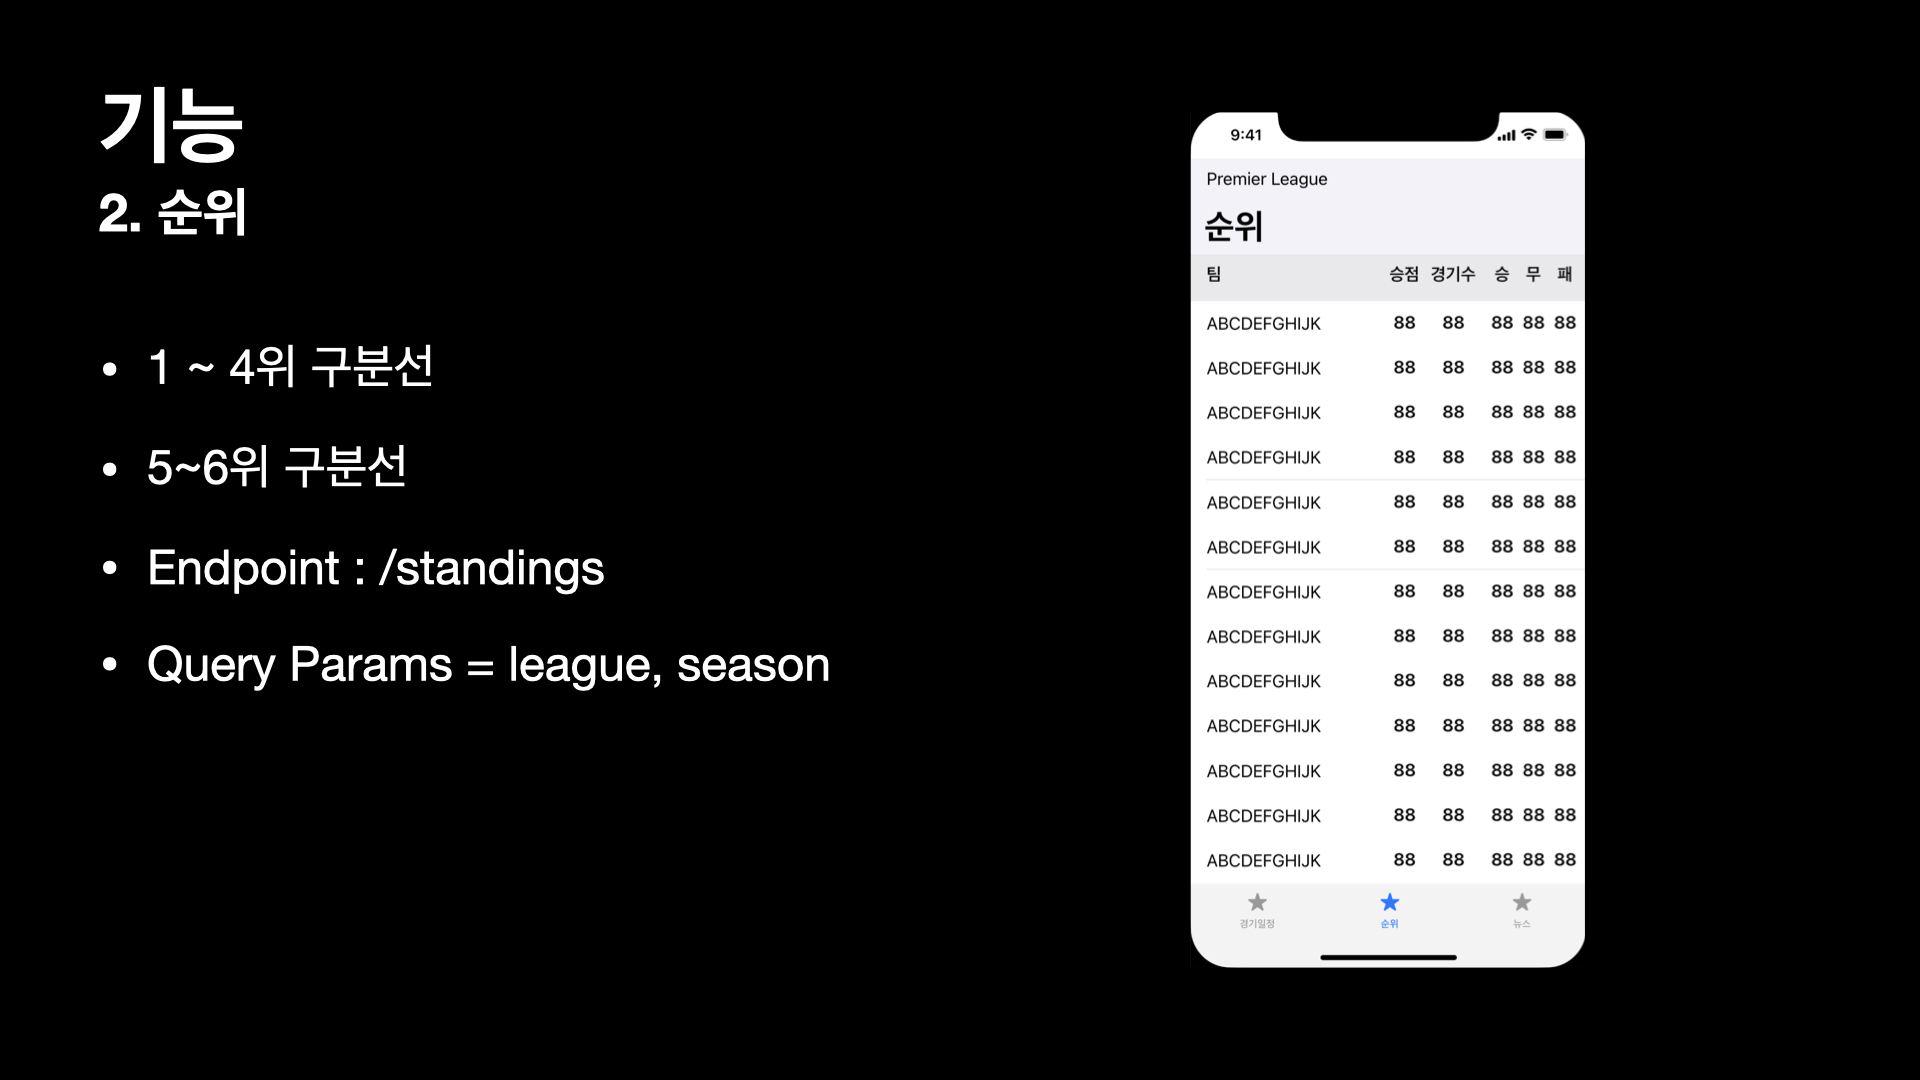 기능
2. 순위
• 1 ~ 4위 구분선
• 5~6위 구분선
• Endpoint : /standings
• Query Params = league, season
9:41
Premier League
순위
팀 승점 경기수 승 무 패
ABCDEFGHIJK 88 88 88 88 88
ABCDEFGHIJK 88 88 88 88 88
ABCDEFGHIJK 88 88 88 88 88
ABCDEFGHIJK 88 88 88 88 88
ABCDEFGHIJK 88 88 88 88 88
ABCDEFGHIJK 88 88 88 88 88
ABCDEFGHIJK 88 88 88 88 88
ABCDEFGHIJK 88 88 88 88 88
ABCDEFGHIJK 88 88 88 88 88
ABCDEFGHIJK 88 88 88 88 88
ABCDEFGHIJK 88 88 88 88 88
ABCDEFGHIJK 88 88 88 88 88
ABCDEFGHIJK 88 88 88 88 88
경기일정 순위 뉴스